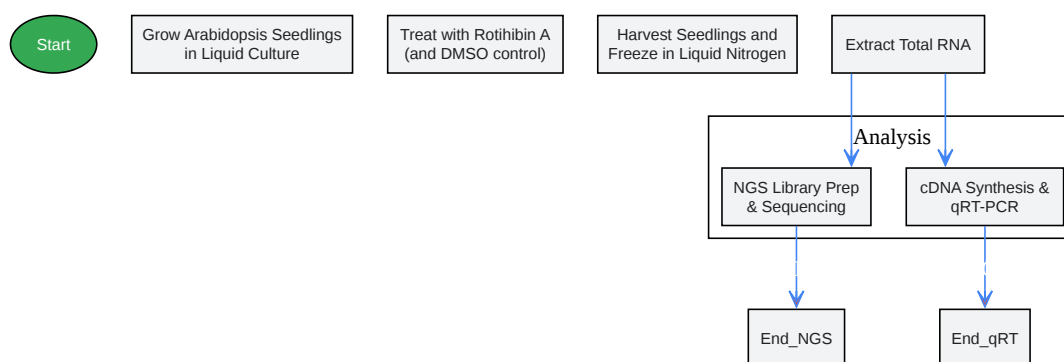 Start
Grow Arabidopsis Seedlings
in Liquid Culture
Treat with Rotihibin A
(and DMSO control)
Harvest Seedlings and
Freeze in Liquid Nitrogen
Extract Total RNA
Analysis
NGS Library Prep
& Sequencing
cDNA Synthesis &
qRT-PCR
End_NGS
End_qRT